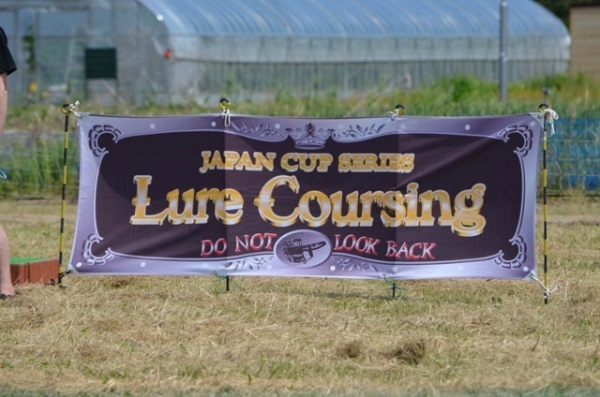 JAPAN CUP SERIES
Lure Coursing
DO NOT LOOK BACK